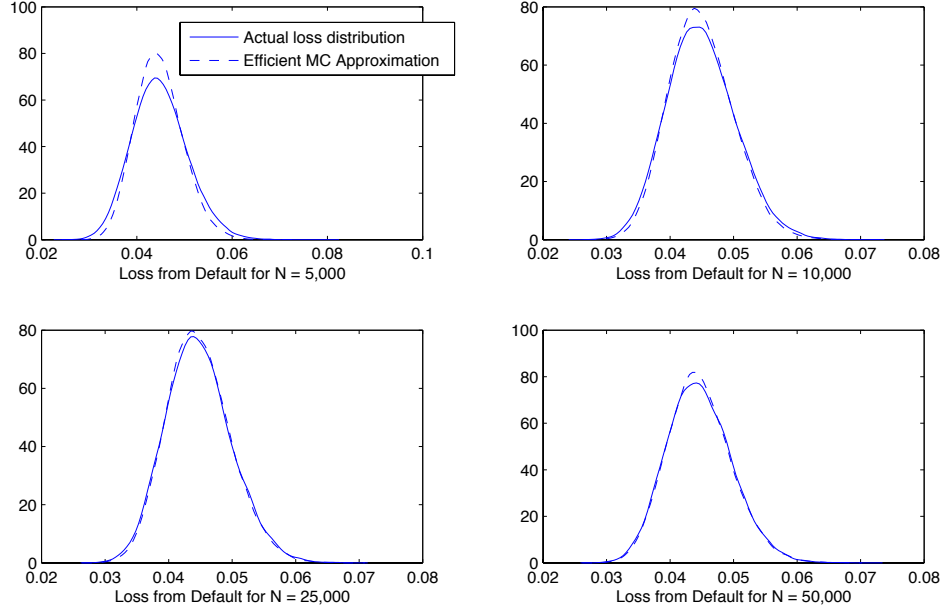 100
80
60
40
20
0
0.02 0.04 0.06 0.08 0.1
Loss from Default for N = 5,000
Actual loss distribution
Efficient MC Approximation
80
60
40
20
0
0.02 0.03 0.04 0.05 0.06 0.07 0.08
Loss from Default for N = 10,000
80
60
40
20
0
0.02 0.03 0.04 0.05 0.06 0.07 0.08
Loss from Default for N = 25,000
100
80
60
40
20
0
0.02 0.03 0.04 0.05 0.06 0.07 0.08
Loss from Default for N = 50,000